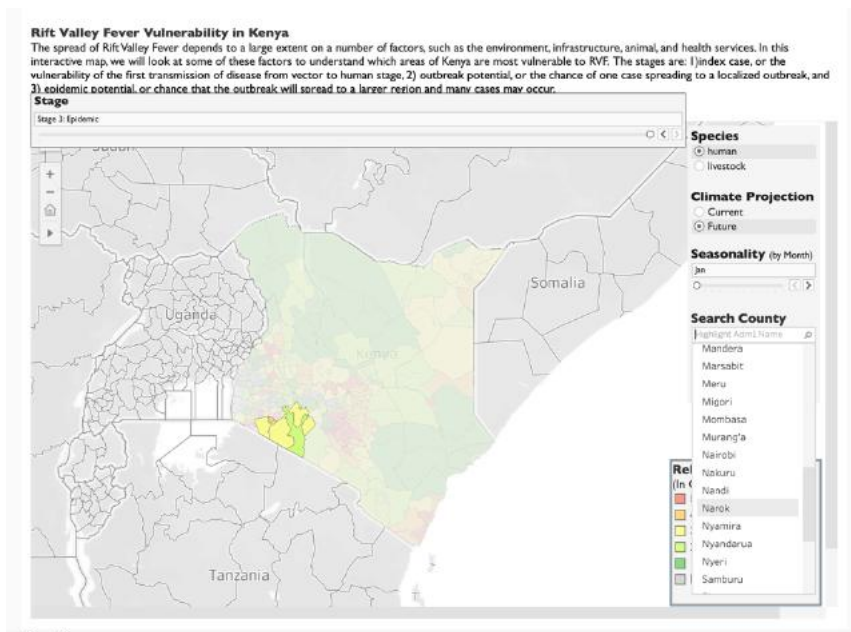 Rift Valley Fever Vulnerability in Kenya
The spread of Rift Valley Fever depends to a large extent on a number of factors, such as the environment, infrastructure, animal, and health services. In this
interactive map, we will look at some of these factors to understand which areas of Kenya are most vulnerable to RVF. The stages are: 1)index case, or the
vulnerability of the first transmission of disease from vector to human stage, 2) outbreak potential, or the chance of one case spreading to a localized outbreak, and
3) epidemic potential, or chance that the outbreak will spread to a larger region and many cases may occur.
Stage
Stage 3: Epidemic
Species
human
livestock
Climate Projection
Current
Future
Seasonality (by Month)
Jan
Search County
Highlight Adm1 Name
Mandera
Marsabit
Meru
Migori
Mombasa
Murang'a
Nairobi
Nakuru
Nandi
Narok
Nyamira
Nyandarua
Nyeri
Samburu
Rel
(In
Somalia
Uganda
Kenya
Tanzania